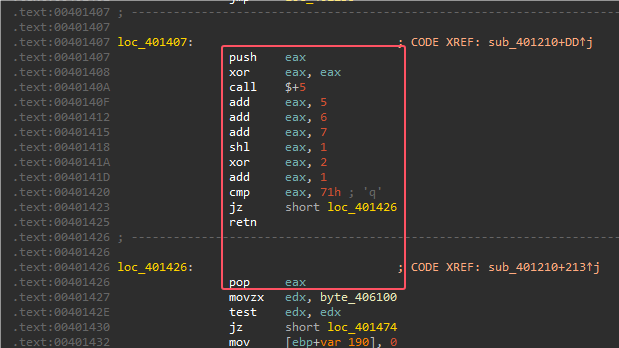 .text:00401407 ; ---------------------------------------------------------------
.text:00401407
.text:00401407 loc_401407: ; CODE XREF: sub_401210+DD↑j
.text:00401407 push eax
.text:00401408 xor eax, eax
.text:0040140A call $+5
.text:0040140F add eax, 5
.text:00401412 add eax, 6
.text:00401415 add eax, 7
.text:00401418 shl eax, 1
.text:0040141A xor eax, 2
.text:0040141D add eax, 1
.text:00401420 cmp eax, 71h ; 'q'
.text:00401423 jz short loc_401426
.text:00401425 retn
.text:00401426 ; ---------------------------------------------------------------
.text:00401426
.text:00401426 loc_401426: ; CODE XREF: sub_401210+213↑j
.text:00401426 pop eax
.text:00401427 movzx edx, byte_406100
.text:0040142E test edx, edx
.text:00401430 jz short loc_401474
.text:00401432 mov [ebp+var_190], 0